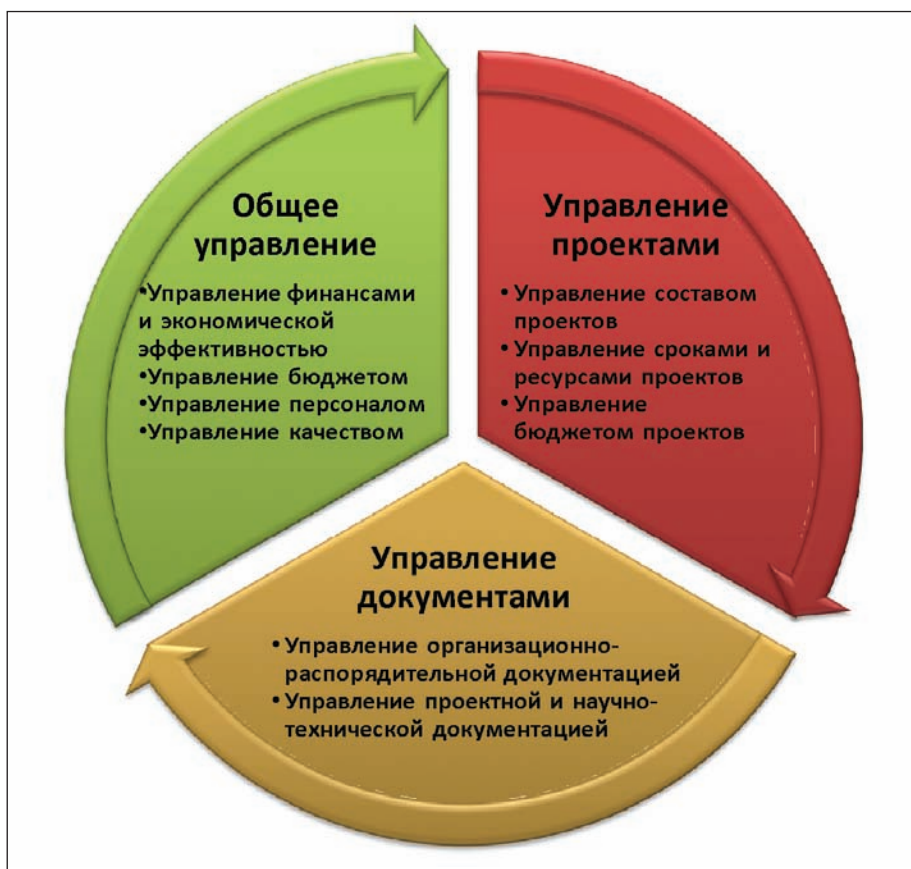 Общее
управление
•Управление финансами
и экономической
эффективностью
•Управление бюджетом
•Управление персоналом
•Управление качеством
Управление
проектами
• Управление составом
проектов
• Управление сроками и
ресурсами проектов
• Управление
бюджетом проектов
Управление
документами
• Управление организационно-
распорядительной документацией
• Управление проектной и научно-
технической документацией